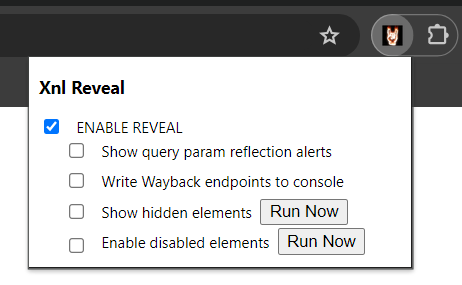 Xnl Reveal
ENABLE REVEAL
Show query param reflection alerts
Write Wayback endpoints to console
Show hidden elements Run Now
Enable disabled elements Run Now